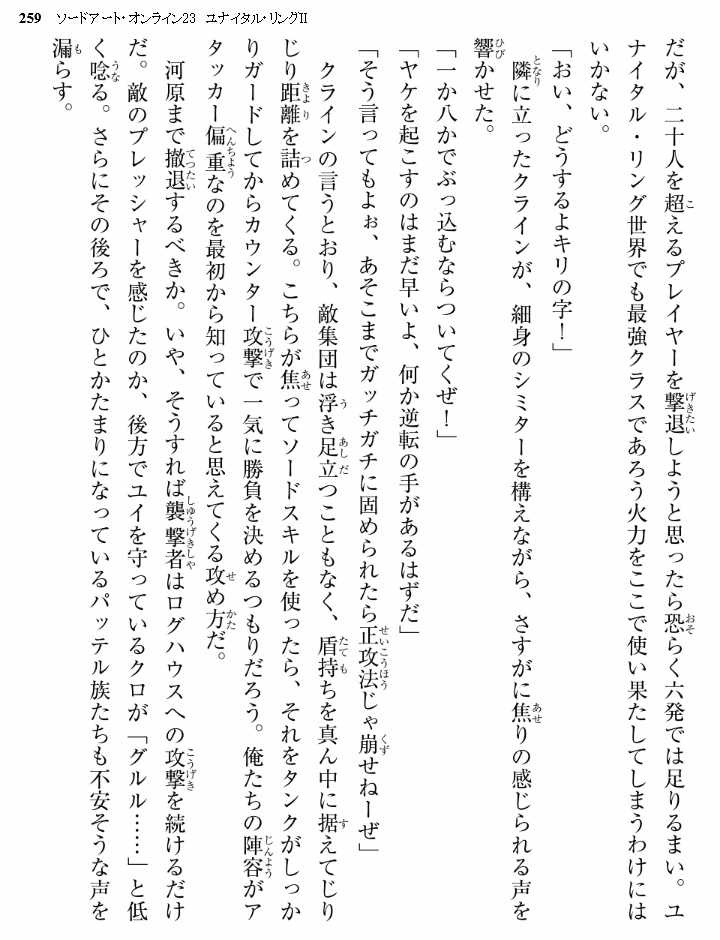 259 ソードアート・オンライン23 ユナイタル・リングⅡ
だが、二十人を超えるプレイヤーを撃退しようと思ったら恐らく六発では足りるまい。ユ
ナイタル・リング世界でも最強クラスであろう火力をここで使い果たしてしまうわけには
いかない。
「おい、どうするよキリの字！」
隣に立ったクラインが、細身のシミターを構えながら、さすがに焦りの感じられる声を
響かせた。
「一か八かでぶっ込むならついてくぜ！」
「ヤケを起こすのはまだ早いよ、何か逆転の手があるはずだ」
「そう言ってもよぉ、あそこまでガッチガチに固められたら正攻法じゃ崩せねーぜ」
クラインの言うとおり、敵集団は浮き足立つこともなく、盾持ちを真ん中に据えてじり
じり距離を詰めてくる。こちらが焦ってソードスキルを使ったら、それをタンクがしっか
りガードしてからカウンター攻撃で一気に勝負を決めるつもりだろう。俺たちの陣容がア
タッカー偏重なのを最初から知っていると思えてくる攻め方だ。
河原まで撤退するべきか。いや、そうすれば襲撃者はログハウスへの攻撃を続けるだけ
だ。敵のプレッシャーを感じたのか、後方でユイを守っているクロが「グルル……」と低
く唸る。さらにその後ろで、ひとかたまりになっているパッテル族たちも不安そうな声を
漏らす。